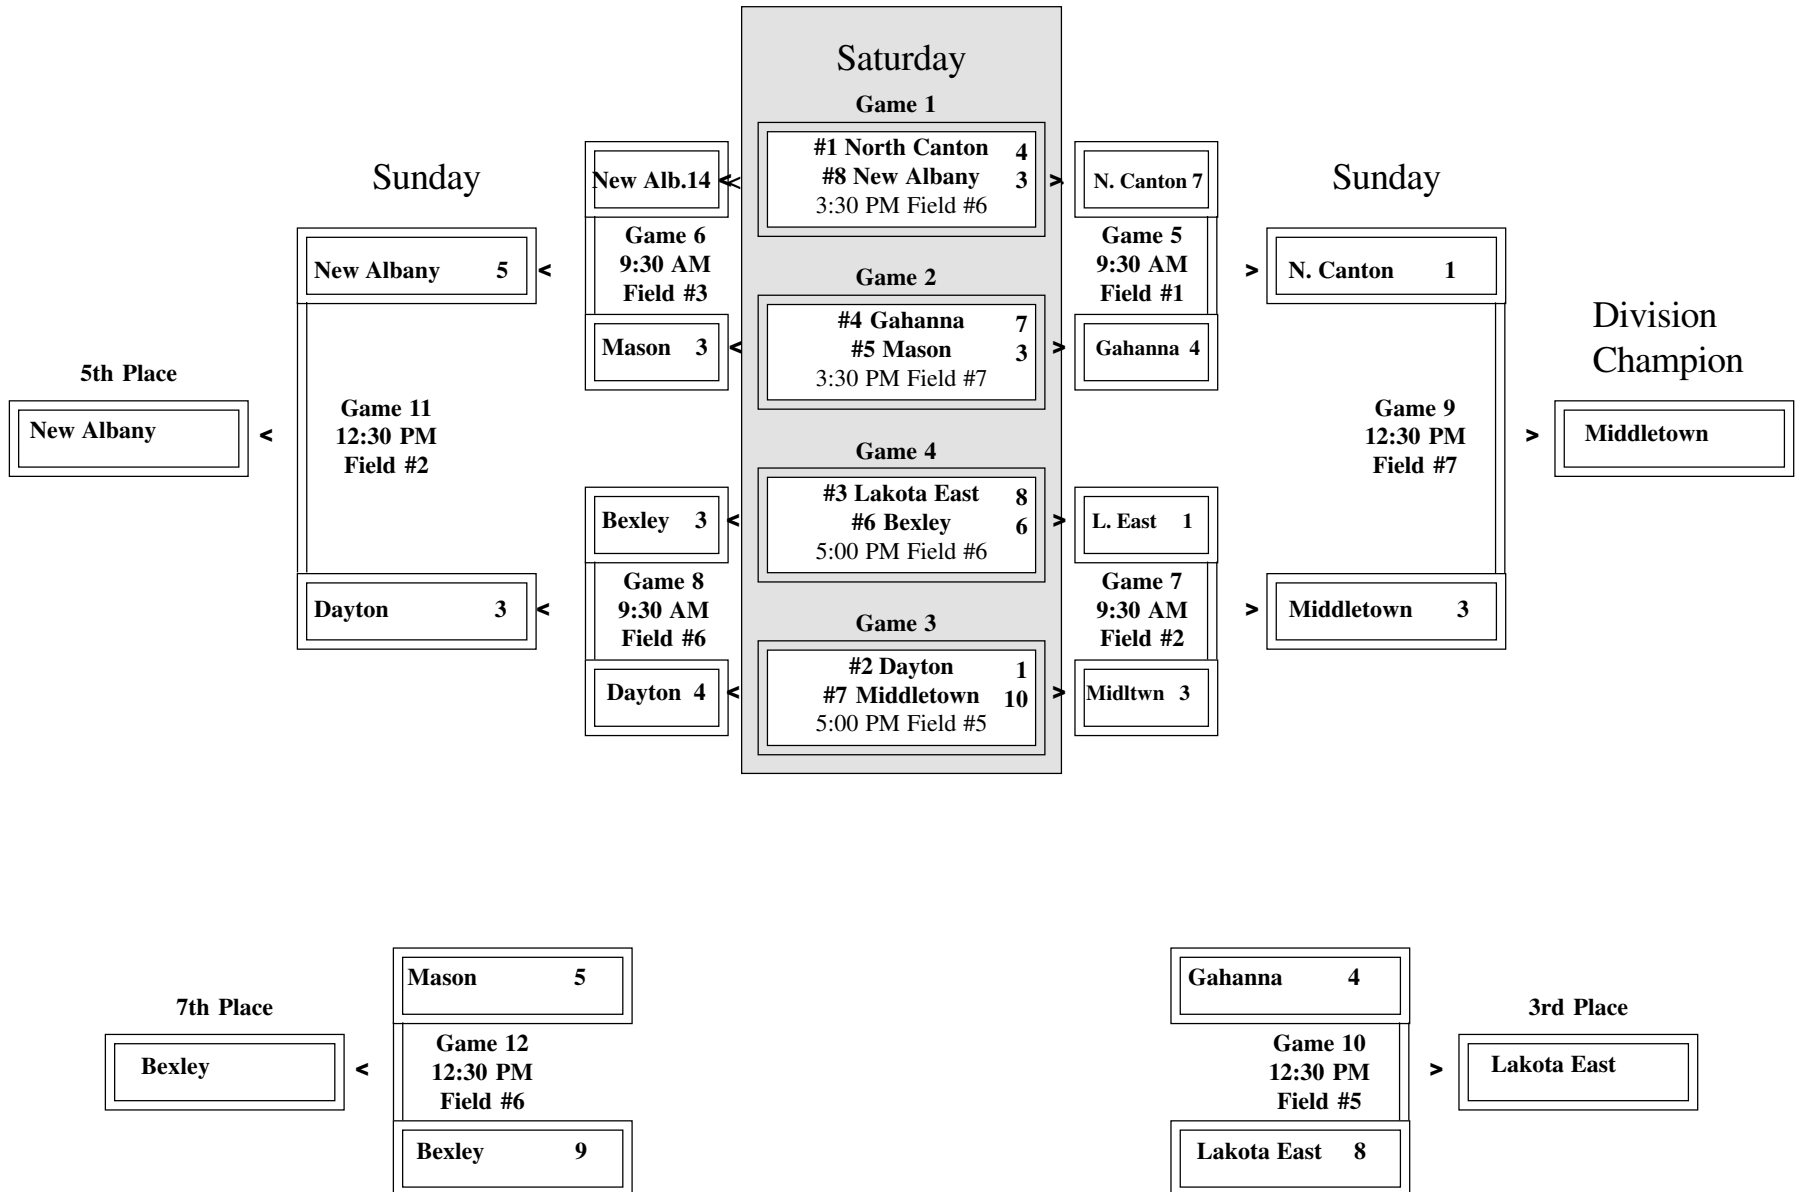 Saturday
Game 1
#1 North Canton 4
#8 New Albany 3
3:30 PM Field #6
Game 2
#4 Gahanna 7
#5 Mason 3
3:30 PM Field #7
Game 4
#3 Lakota East 8
#6 Bexley 6
5:00 PM Field #6
Game 3
#2 Dayton 1
#7 Middletown 10
5:00 PM Field #5
Sunday
New Alb.14 <<
Game 6
9:30 AM
Field #3
Mason 3 <
New Albany 5 <
Bexley 3 <
Game 8
9:30 AM
Field #6
Dayton 4 <
Dayton 3 <
Game 11
12:30 PM
Field #2
5th Place
New Albany <
Sunday
> N. Canton 7
Game 5
9:30 AM
Field #1
> Gahanna 4
> N. Canton 1
> L. East 1
Game 7
9:30 AM
Field #2
> Midltwn 3
> Middletown 3
Game 9
12:30 PM
Field #7
Division
Champion
> Middletown
Mason 5
7th Place
Game 12
12:30 PM
Field #6
Bexley <
Bexley 9
Gahanna 4
3rd Place
Game 10
12:30 PM
Field #5
> Lakota East
Lakota East 8